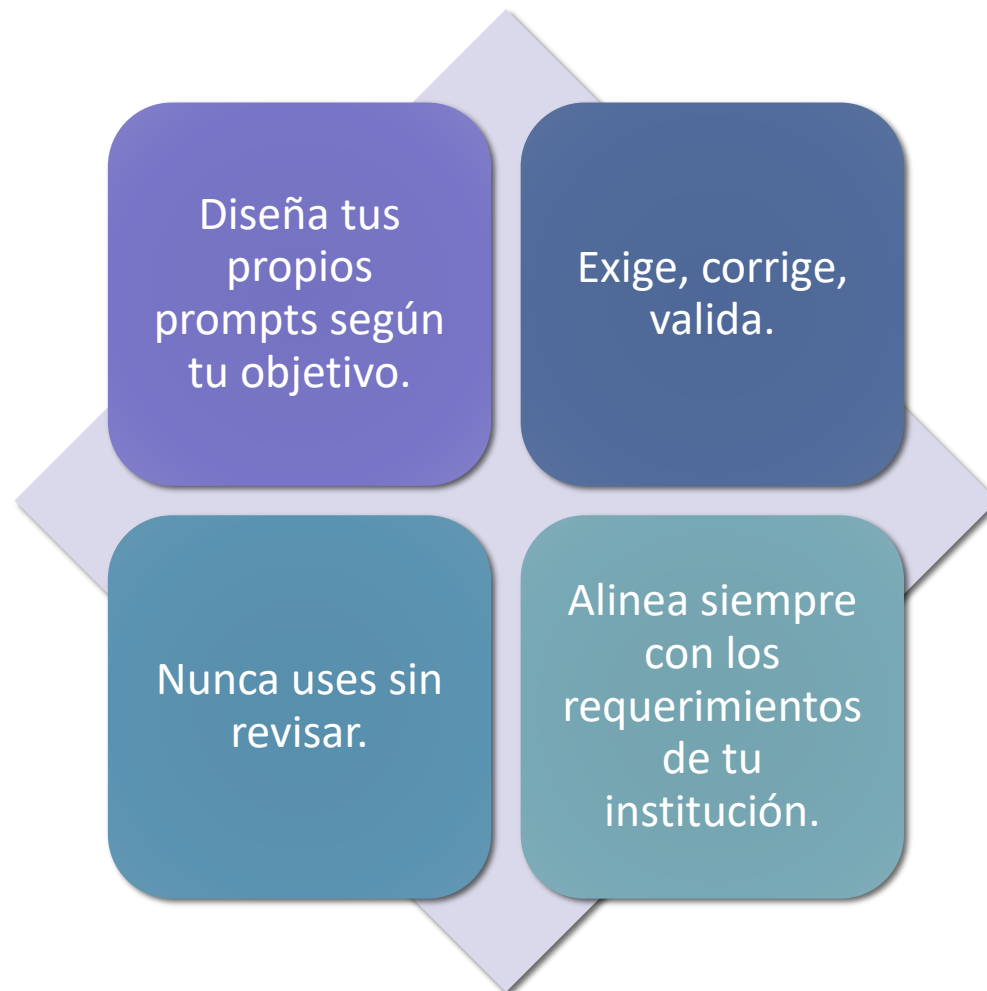 Diseña tus
propios
prompts según
tu objetivo.
Exige, corrige,
valida.
Nunca uses sin
revisar.
Alinea siempre
con los
requerimientos
de tu
institución.